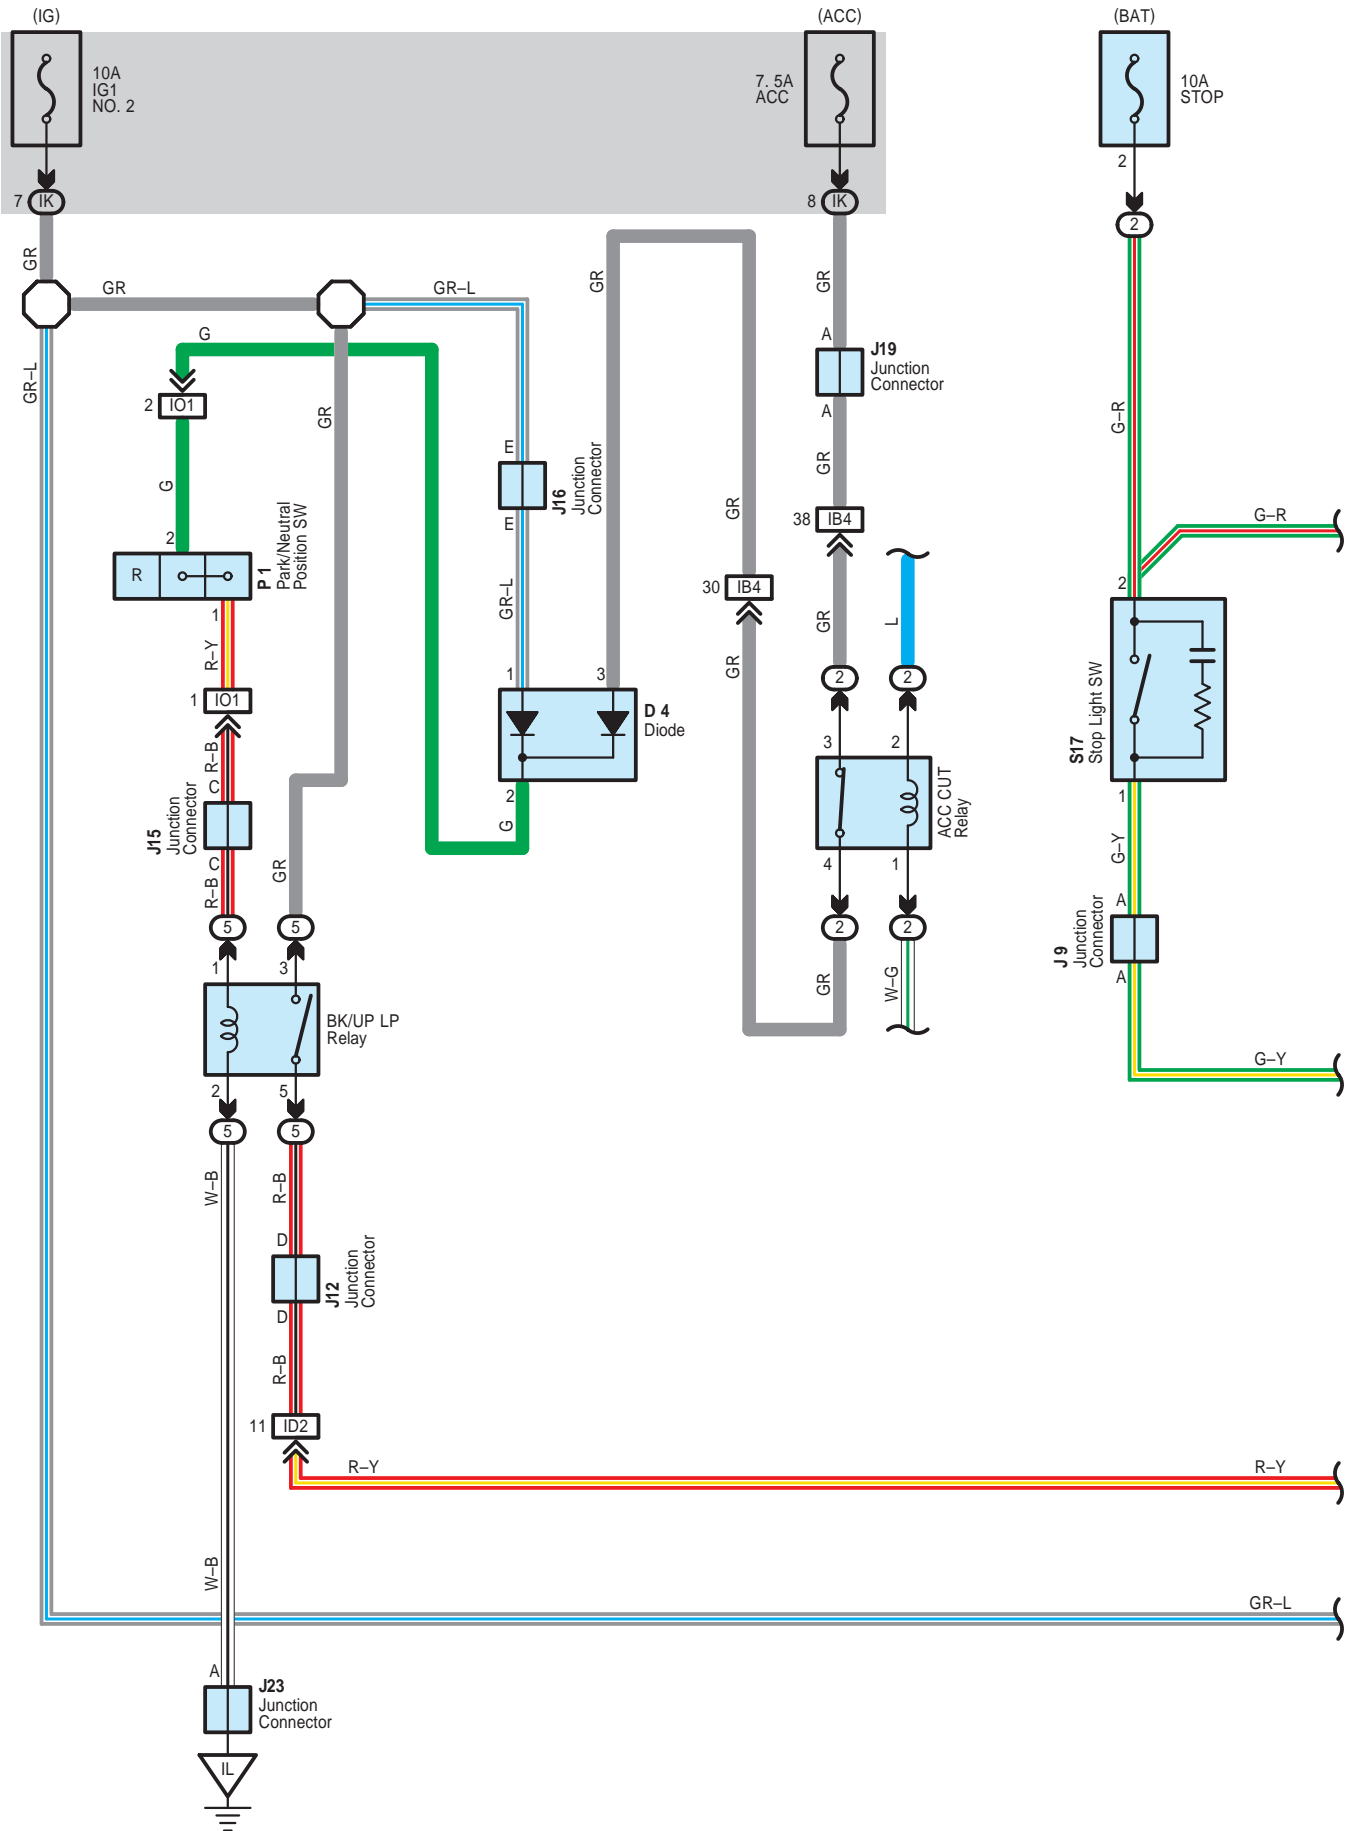 (IG)
(ACC)
(BAT)
10A
IG1
NO. 2
7. 5A
ACC
10A
STOP
2
7
IK
8
IK
2
GR
GR
GR
GR–L
GR
G
GR–L
GR
A
J19
Junction
Connector
A
2
IO1
GR
G–R
E
J16
Junction
Connector
E
GR
G
GR
38
IB4
G–R
2
R
P 1
Park/Neutral
Position SW
1
30
IB4
2
GR–L
GR
L
R–Y
GR
1
IO1
1
3
D 4
Diode
2
2
2
G
R–B
C
J15
Junction
Connector
C
R–B
GR
3
2
ACC CUT
Relay
4
1
S17
Stop Light SW
1
G–Y
A
J 9
Junction
Connector
A
5
5
1
3
2
2
GR
W–G
BK/UP LP
Relay
2
5
5
5
G–Y
W–B
R–B
D
J12
Junction
Connector
D
R–B
11
ID2
R–Y
R–Y
W–B
GR–L
A
J23
Junction
Connector
IL